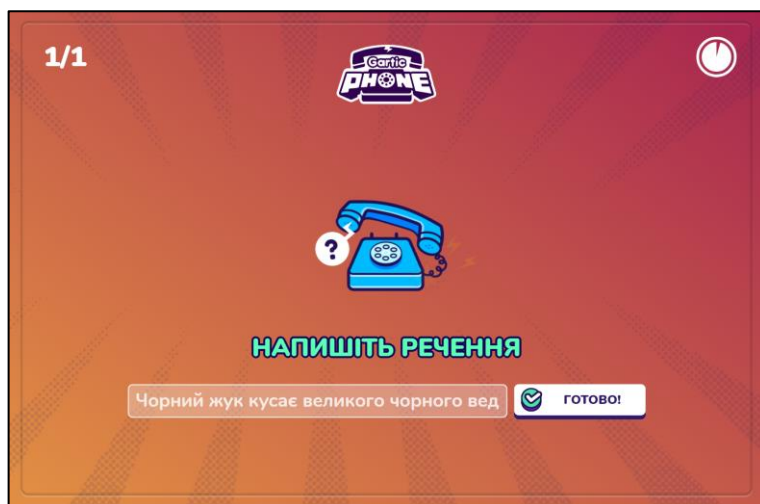 1/1
Gartic
PHONE
?
НАПИШІТЬ РЕЧЕННЯ
Чорний жук кусає великого чорного вед
ГОТОВО!